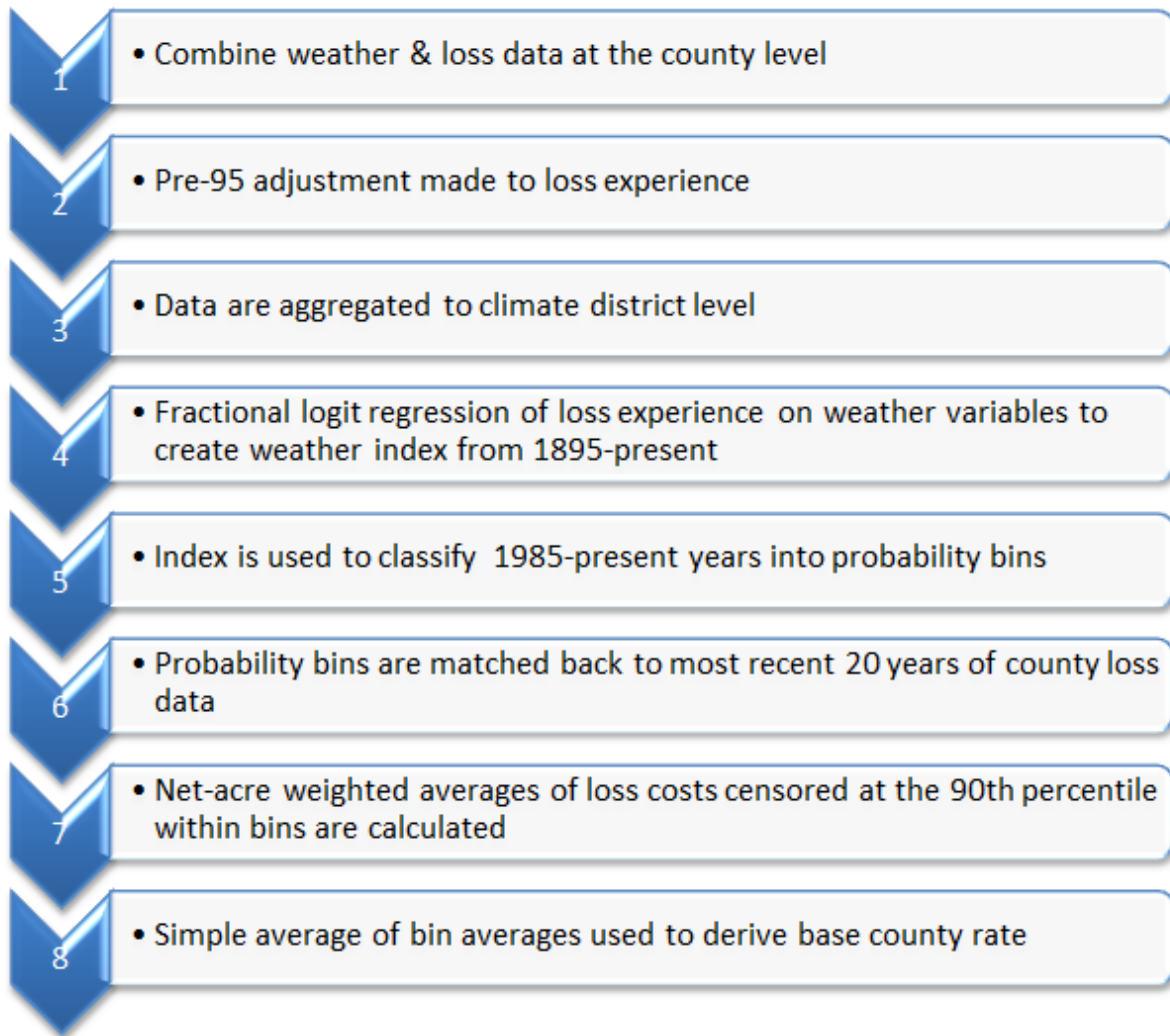 1
• Combine weather & loss data at the county level
2
• Pre-95 adjustment made to loss experience
3
• Data are aggregated to climate district level
4
• Fractional logit regression of loss experience on weather variables to
create weather index from 1895-present
5
• Index is used to classify 1985-present years into probability bins
6
• Probability bins are matched back to most recent 20 years of county loss
data
7
• Net-acre weighted averages of loss costs censored at the 90th percentile
within bins are calculated
8
• Simple average of bin averages used to derive base county rate